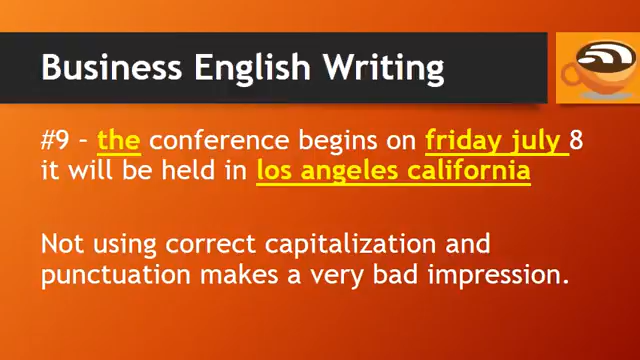 Business English Writing
#9 – the conference begins on friday july 8
it will be held in los angeles california
Not using correct capitalization and
punctuation makes a very bad impression.